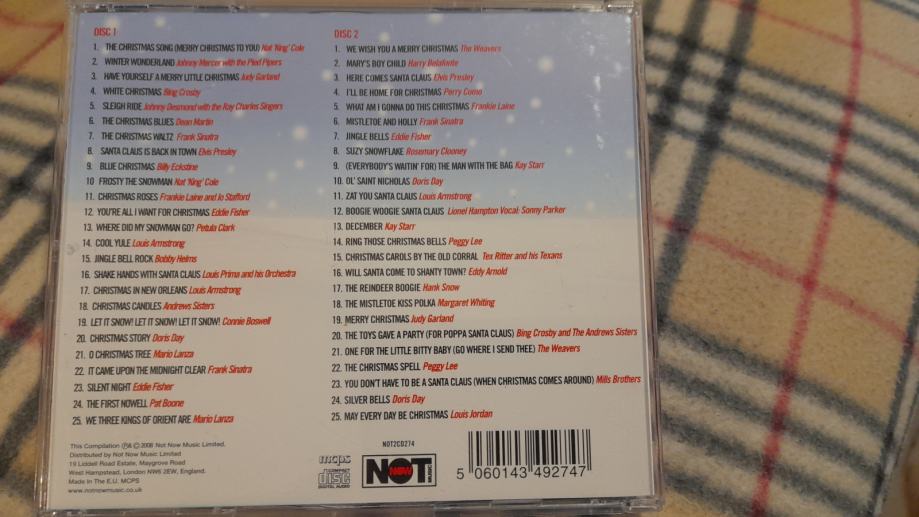 DISC 1
1. THE CHRISTMAS SONG (MERRY CHRISTMAS TO YOU) Nat 'King' Cole
2. WINTER WONDERLAND Johnny Mercer with the Pied Pipers
3. HAVE YOURSELF A MERRY LITTLE CHRISTMAS Judy Garland
4. WHITE CHRISTMAS Bing Crosby
5. SLEIGH RIDE Johnny Desmond with the Ray Charles Singers
6. THE CHRISTMAS BLUES Dean Martin
7. THE CHRISTMAS WALTZ Frank Sinatra
8. SANTA CLAUS IS BACK IN TOWN Elvis Presley
9. BLUE CHRISTMAS Billy Eckstine
10 FROSTY THE SNOWMAN Nat 'King' Cole
11. CHRISTMAS ROSES Frankie Laine and Jo Stafford
12. YOU'RE ALL I WANT FOR CHRISTMAS Eddie Fisher
13. WHERE DID MY SNOWMAN GO? Petula Clark
14. COOL YULE Louis Armstrong
15. JINGLE BELL ROCK Bobby Helms
16. SHAKE HANDS WITH SANTA CLAUS Louis Prima and his Orchestra
17. CHRISTMAS IN NEW ORLEANS Louis Armstrong
18. CHRISTMAS CANDLES Andrews Sisters
19. LET IT SNOW! LET IT SNOW! LET IT SNOW! Connie Boswell
20. CHRISTMAS STORY Doris Day
21. O CHRISTMAS TREE Mario Lanza
22. IT CAME UPON THE MIDNIGHT CLEAR Frank Sinatra
23. SILENT NIGHT Eddie Fisher
24. THE FIRST NOWELL Pat Boone
25. WE THREE KINGS OF ORIENT ARE Mario Lanza
DISC 2
1. WE WISH YOU A MERRY CHRISTMAS The Weavers
2. MARY'S BOY CHILD Harry Belafonte
3. HERE COMES SANTA CLAUS Elvis Presley
4. I'LL BE HOME FOR CHRISTMAS Perry Como
5. WHAT AM I GONNA DO THIS CHRISTMAS Frankie Laine
6. MISTLETOE AND HOLLY Frank Sinatra
7. JINGLE BELLS Eddie Fisher
8. SUZY SNOWFLAKE Rosemary Clooney
9. (EVERYBODY'S WAITIN' FOR) THE MAN WITH THE BAG Kay Starr
10. OL' SAINT NICHOLAS Doris Day
11. ZAT YOU SANTA CLAUS Louis Armstrong
12. BOOGIE WOOGIE SANTA CLAUS Lionel Hampton Vocal: Sonny Parker
13. DECEMBER Kay Starr
14. RING THOSE CHRISTMAS BELLS Peggy Lee
15. CHRISTMAS CAROLS BY THE OLD CORRAL Tex Ritter and his Texans
16. WILL SANTA COME TO SHANTY TOWN? Eddy Arnold
17. THE REINDEER BOOGIE Hank Snow
18. THE MISTLETOE KISS POLKA Margaret Whiting
19. MERRY CHRISTMAS Judy Garland
20. THE TOYS GAVE A PARTY (FOR POPPA SANTA CLAUS) Bing Crosby and The Andrews Sisters
21. ONE FOR THE LITTLE BITTY BABY (GO WHERE I SEND THEE) The Weavers
22. THE CHRISTMAS SPELL Peggy Lee
23. YOU DON'T HAVE TO BE A SANTA CLAUS (WHEN CHRISTMAS COMES AROUND) Mills Brothers
24. SILVER BELLS Doris Day
25. MAY EVERY DAY BE CHRISTMAS Louis Jordan
This Compilation ℗&©2008 Not Now Music Limited.
Distributed by Not Now Music Limited
19 Liddell Road Estate, Maygrove Road
West Hampstead, London NW6 2EW, England.
Made In The E.U. MCPS
www.notnowmusic.co.uk
NOT2CD274
mcps
COMPACT
DISC
DIGITAL AUDIO
NOT NOW MUSIC
5 060143 492747